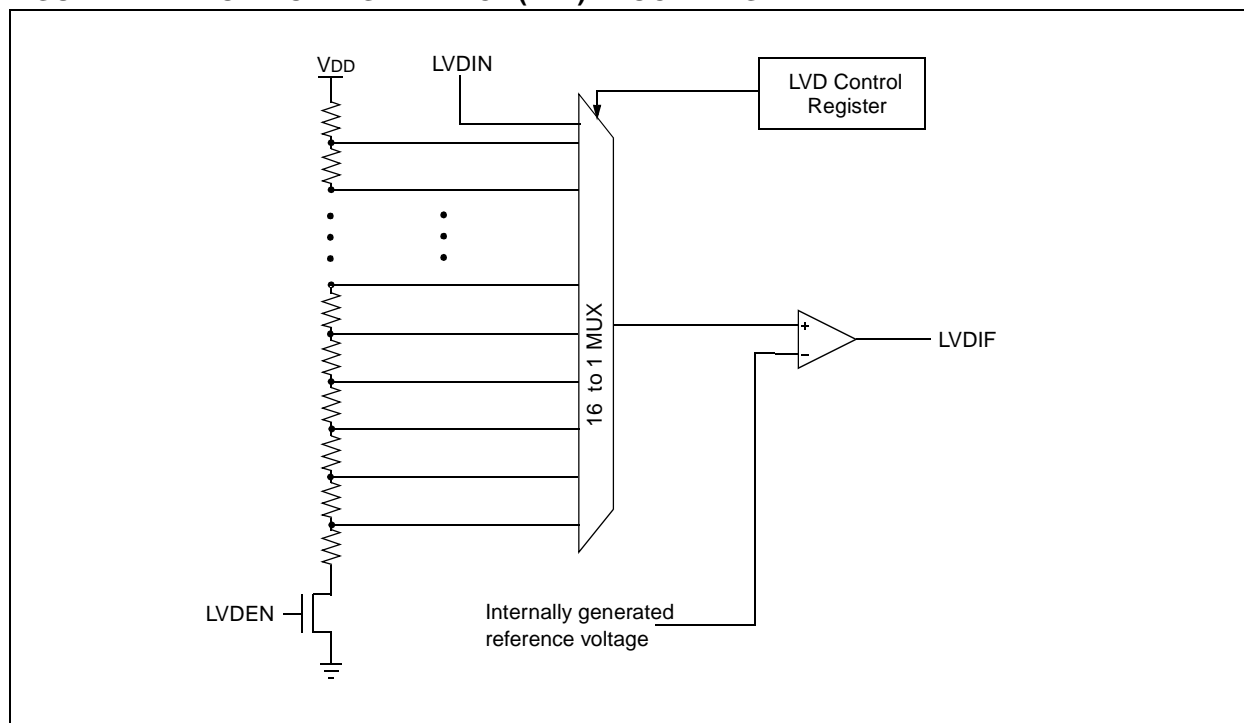 VDD
LVDIN
LVD Control
Register
16 to 1 MUX
+
−
LVDIF
LVDEN
Internally generated
reference voltage